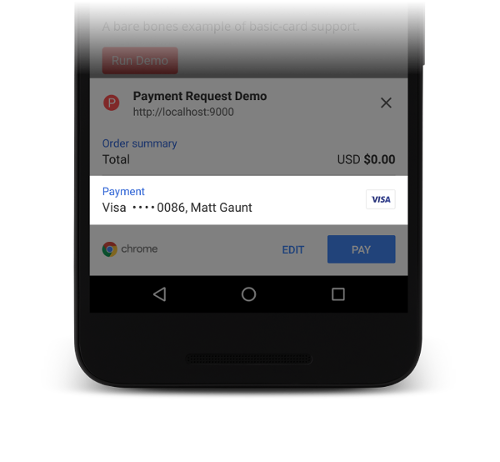 A bare bones example of basic-card support.
Run Demo
P
Payment Request Demo
http://localhost:9000
Order summary
Total USD $0.00
Payment
Visa ••••0086, Matt Gaunt
VISA
chrome EDIT PAY